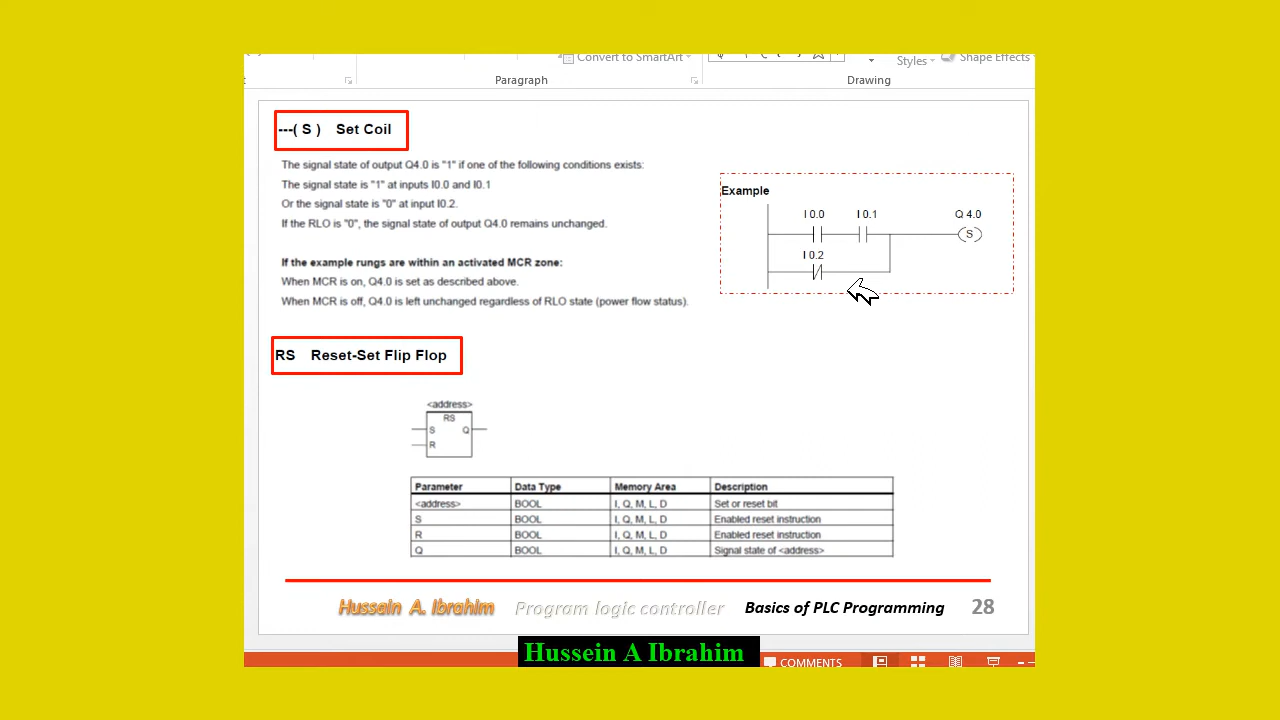 Convert to SmartArt
Styles
Shape Effects
t
Paragraph
Drawing
---( S ) Set Coil
The signal state of output Q4.0 is "1" if one of the following conditions exists:
The signal state is "1" at inputs I0.0 and I0.1
Or the signal state is "0" at input I0.2.
If the RLO is "0", the signal state of output Q4.0 remains unchanged.
If the example rungs are within an activated MCR zone:
When MCR is on, Q4.0 is set as described above.
When MCR is off, Q4.0 is left unchanged regardless of RLO state (power flow status).
Example
I 0.0 I 0.1 Q 4.0
S
I 0.2
RS Reset-Set Flip Flop
<address>
RS
S Q
R
Parameter Data Type Memory Area Description
<address> BOOL I, Q, M, L, D Set or reset bit
S BOOL I, Q, M, L, D Enabled reset instruction
R BOOL I, Q, M, L, D Enabled reset instruction
Q BOOL I, Q, M, L, D Signal state of <address>
Hussain A. Ibrahim Program logic controller Basics of PLC Programming 28
Hussein A Ibrahim
COMMENTS